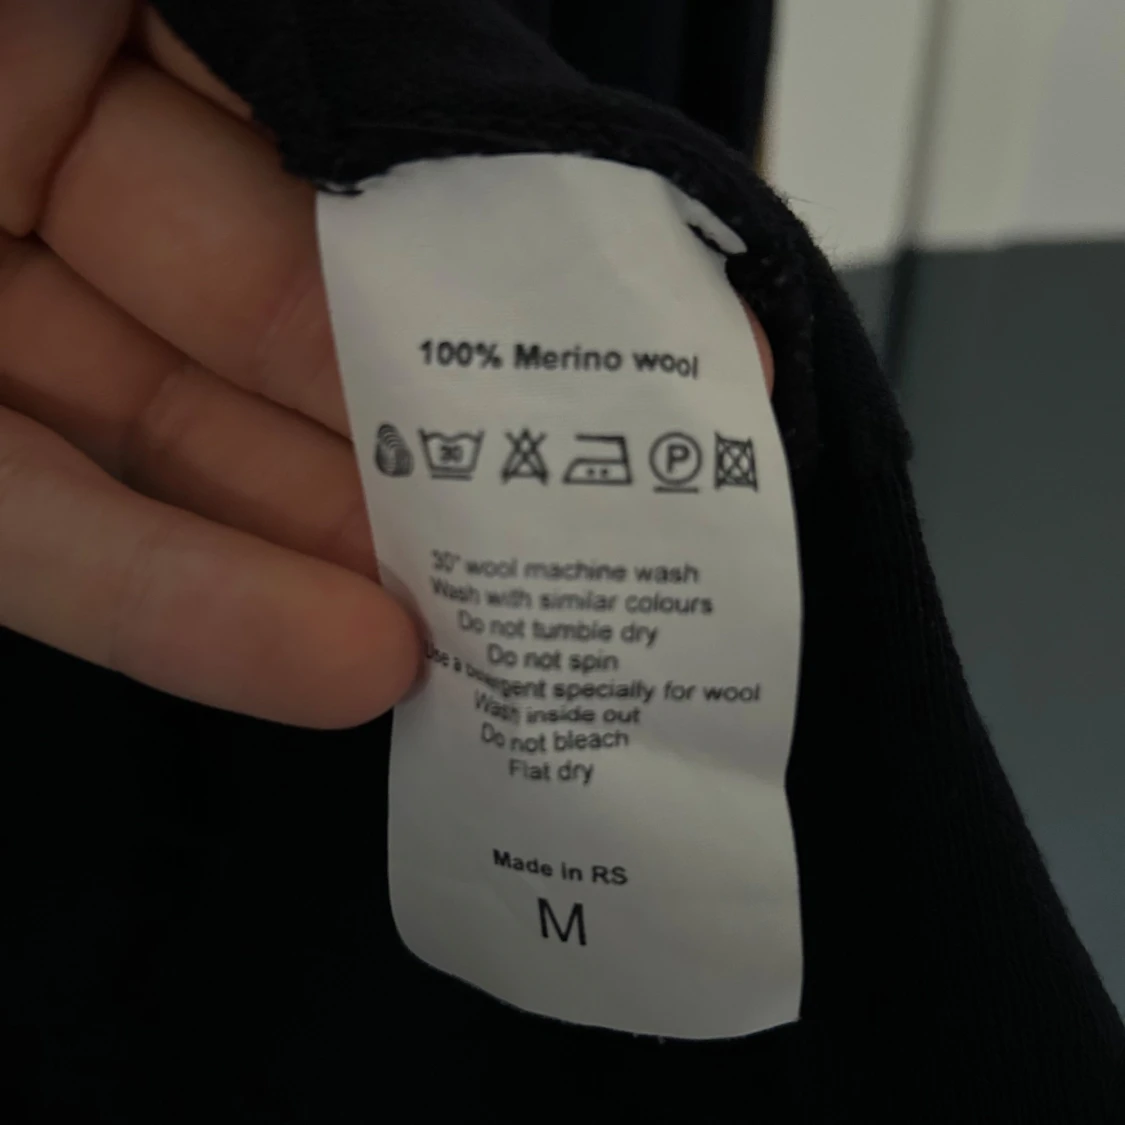 100% Merino wool
30
P
30° wool machine wash
Wash with similar colours
Do not tumble dry
Do not spin
Use a detergent specially for wool
Wash inside out
Do not bleach
Flat dry
Made in RS
M